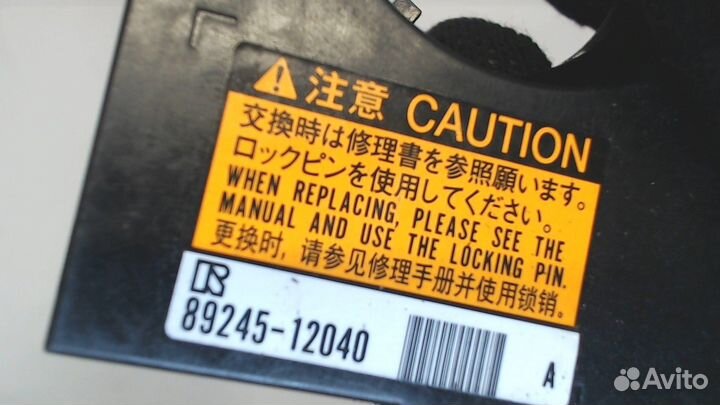 注意 CAUTION
交換時は修理書を参照願います。
ロックピンを使用してください。
WHEN REPLACING, PLEASE SEE THE
MANUAL AND USE THE LOCKING PIN.
更换时, 请参见修理手册并使用锁销。
R
89245-12040
A
Avito